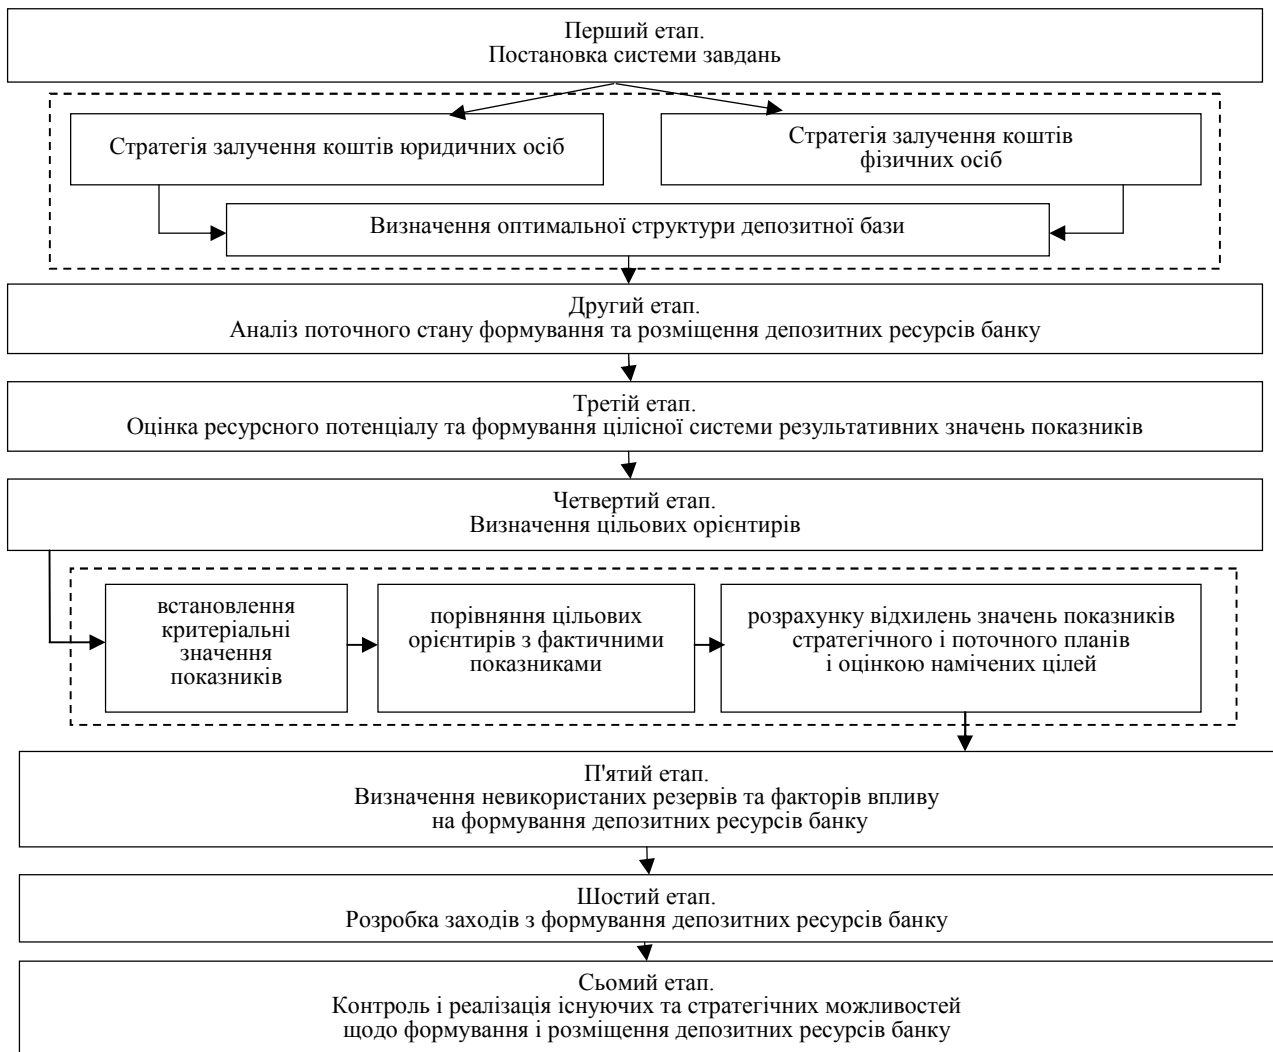 Перший етап.
Постановка системи завдань
Стратегія залучення коштів юридичних осіб
Стратегія залучення коштів
фізичних осіб
Визначення оптимальної структури депозитної бази
Другий етап.
Аналіз поточного стану формування та розміщення депозитних ресурсів банку
Третій етап.
Оцінка ресурсного потенціалу та формування цілісної системи результативних значень показників
Четвертий етап.
Визначення цільових орієнтирів
встановлення
критеріальні
значення
показників
порівняння цільових
орієнтирів з фактичними
показниками
розрахунку відхилень значень показників
стратегічного і поточного планів
і оцінкою намічених цілей
П'ятий етап.
Визначення невикористаних резервів та факторів впливу
на формування депозитних ресурсів банку
Шостий етап.
Розробка заходів з формування депозитних ресурсів банку
Сьомий етап.
Контроль і реалізація існуючих та стратегічних можливостей
щодо формування і розміщення депозитних ресурсів банку